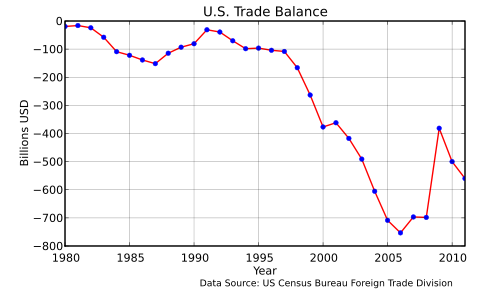 U.S. Trade Balance
0
−100
−200
−300
−400
−500
−600
−700
−800
Billions USD
1980 1985 1990 1995 2000 2005 2010
Year
Data Source: US Census Bureau Foreign Trade Division